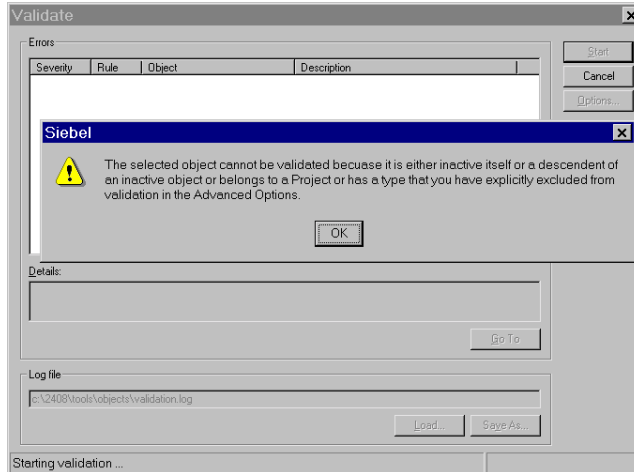 Validate
Errors
Start
Severity Rule Object Description
Cancel
Options...
Siebel
The selected object cannot be validated becuase it is either inactive itself or a descendent of
an inactive object or belongs to a Project or has a type that you have explicitly excluded from
validation in the Advanced Options.
OK
Details:
Go To
Log file
c:\2408\tools\objects\validation.log
Load... Save As...
Starting validation ...